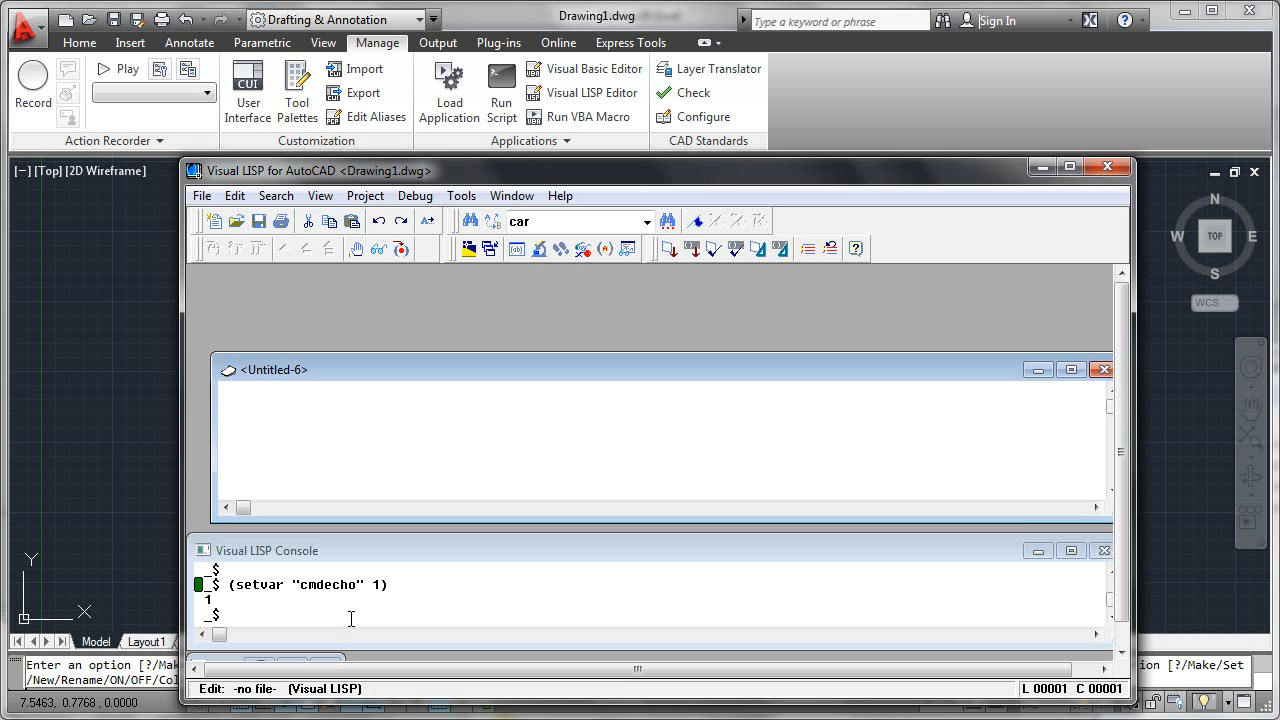 Drafting & Annotation
Drawing1.dwg
Type a keyword or phrase
Sign In
Home Insert Annotate Parametric View Manage Output Plug-ins Online Express Tools
Record
Play
Action Recorder
CUI
User Interface
Tool Palettes
Import
Export
Edit Aliases
Customization
Load Application
Run Script
Visual Basic Editor
Visual LISP Editor
Run VBA Macro
VBA
Applications
Layer Translator
Check
Configure
CAD Standards
[−] [Top] [2D Wireframe]
Visual LISP for AutoCAD <Drawing1.dwg>
File Edit Search View Project Debug Tools Window Help
car
N
W TOP E
S
WCS
<Untitled-6>
Visual LISP Console
_$
_$ (setvar "cmdecho" 1)
1
_$
Y
X
Model Layout1
Enter an option [?/Ma
/New/Rename/ON/OFF/Col
ion [?/Make/Set
Edit: -no file- (Visual LISP)
L 00001 C 00001
7.5463, 0.7768, 0.0000